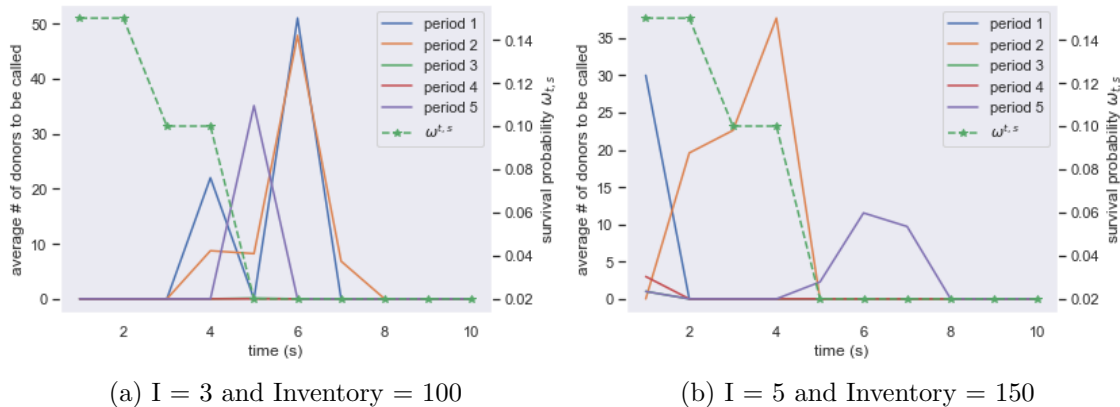 50
40
30
20
10
0
average # of donors to be called
2
4
6
8
10
time (s)
0.14
0.12
0.10
0.08
0.06
0.04
0.02
survival probability ωt,s
period 1
period 2
period 3
period 4
period 5
ωt,s
(a) I = 3 and Inventory = 100
35
30
25
20
15
10
5
0
average # of donors to be called
2
4
6
8
10
time (s)
0.14
0.12
0.10
0.08
0.06
0.04
0.02
survival probability ωt,s
period 1
period 2
period 3
period 4
period 5
ωt,s
(b) I = 5 and Inventory = 150